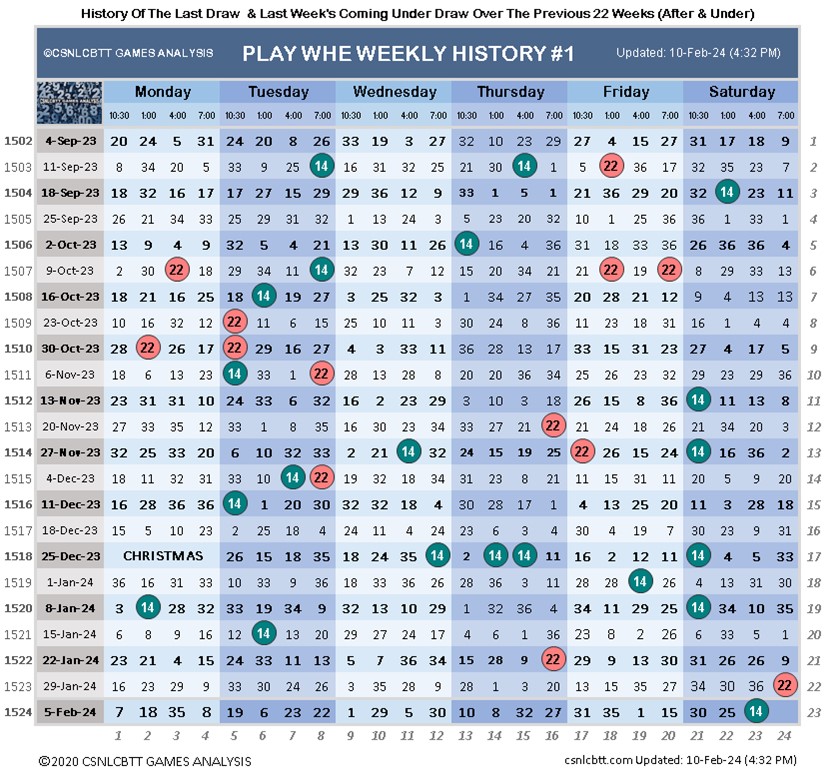 History Of The Last Draw & Last Week's Coming Under Draw Over The Previous 22 Weeks (After & Under)
©CSNLCBTT GAMES ANALYSIS PLAY WHE WEEKLY HISTORY #1 Updated: 10-Feb-24 (4:32 PM)
CSNLCBTT GAMES ANALYSIS Monday Tuesday Wednesday Thursday Friday Saturday
10:30 1:00 4:00 7:00 10:30 1:00 4:00 7:00 10:30 1:00 4:00 7:00 10:30 1:00 4:00 7:00 10:30 1:00 4:00 7:00 10:30 1:00 4:00 7:00
1502 4-Sep-23 20 24 5 31 24 20 8 26 33 19 3 27 32 10 23 29 27 4 15 27 31 17 18 9 1
1503 11-Sep-23 8 34 20 5 33 9 25 14 16 31 32 25 21 30 14 1 5 22 36 17 32 35 23 7 2
1504 18-Sep-23 18 32 16 17 17 27 15 29 29 36 12 9 33 1 5 1 21 36 29 20 32 14 23 11 3
1505 25-Sep-23 26 21 34 33 25 29 31 32 1 13 24 3 5 23 20 32 10 1 25 36 36 1 33 1 4
1506 2-Oct-23 13 9 4 9 32 5 4 21 13 30 11 26 14 16 4 36 31 18 33 36 26 36 36 4 5
1507 9-Oct-23 2 30 22 18 29 34 11 14 32 23 7 12 15 20 34 21 21 22 19 20 8 29 33 13 6
1508 16-Oct-23 18 21 16 25 18 14 19 27 3 25 32 3 1 34 27 35 20 28 21 12 9 4 13 13 7
1509 23-Oct-23 10 16 32 12 22 11 6 15 25 10 11 3 30 24 8 36 11 28 33 31 16 1 4 4 8
1510 30-Oct-23 28 22 26 17 22 29 16 27 4 3 33 11 36 28 13 17 33 15 31 23 27 4 17 5 9
1511 6-Nov-23 18 6 13 23 14 33 1 22 28 13 28 8 20 20 36 34 25 26 21 21 29 23 29 36 10
1512 13-Nov-23 23 31 31 10 24 33 6 32 16 2 23 29 3 10 3 18 26 15 8 36 14 11 13 8 11
1513 20-Nov-23 27 33 35 12 33 1 8 35 16 30 23 34 33 27 21 22 21 24 18 26 21 34 20 3 12
1514 27-Nov-23 32 25 33 20 6 10 32 33 2 21 14 32 24 15 19 25 22 26 15 24 14 16 36 2 13
1515 4-Dec-23 18 11 32 31 33 10 14 22 19 32 18 34 31 23 8 21 11 15 31 11 20 5 9 20 14
1516 11-Dec-23 16 28 36 36 14 1 20 30 32 32 18 4 30 28 17 1 4 13 25 20 11 3 28 18 15
1517 18-Dec-23 15 5 10 23 2 25 18 4 24 11 4 24 23 6 3 4 30 4 19 7 30 23 9 31 16
1518 25-Dec-23 CHRISTMAS 26 15 18 35 18 24 35 14 2 14 14 11 16 2 12 11 14 4 5 33 17
1519 1-Jan-24 36 16 31 33 10 33 9 36 18 33 36 26 28 36 3 11 28 28 14 26 4 13 31 30 18
1520 8-Jan-24 3 14 28 32 33 19 34 9 32 13 10 29 1 32 36 4 34 11 29 25 14 34 10 35 19
1521 15-Jan-24 6 8 9 16 12 14 13 20 29 27 24 17 4 6 1 36 23 8 2 26 6 33 5 1 20
1522 22-Jan-24 23 21 4 15 24 33 11 13 5 7 36 34 15 28 9 22 29 9 13 30 31 26 26 9 21
1523 29-Jan-24 16 23 29 9 33 30 24 26 3 35 28 9 28 1 3 20 13 15 35 27 34 30 36 22 22
1524 5-Feb-24 7 18 35 8 19 6 23 22 1 29 5 30 10 8 32 27 31 35 1 15 30 25 14 23
1 2 3 4 5 6 7 8 9 10 11 12 13 14 15 16 17 18 19 20 21 22 23 24
©2020 CSNLCBTT GAMES ANALYSIS csnlcbtt.com Updated: 10-Feb-24 (4:32 PM)